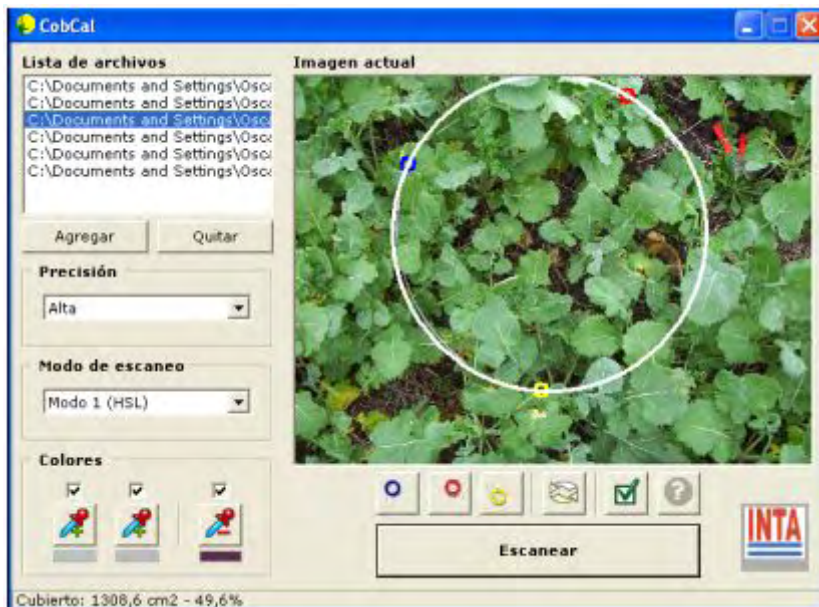 CobCal
Lista de archivos
Imagen actual
C:\Documents and Settings\Osca
C:\Documents and Settings\Osca
C:\Documents and Settings\Osca
C:\Documents and Settings\Osca
C:\Documents and Settings\Osca
C:\Documents and Settings\Osca
Agregar
Quitar
Precisión
Alta
Modo de escaneo
Modo 1 (HSL)
Colores
Escanear
INTA
Cubierto: 1308,6 cm2 - 49,6%